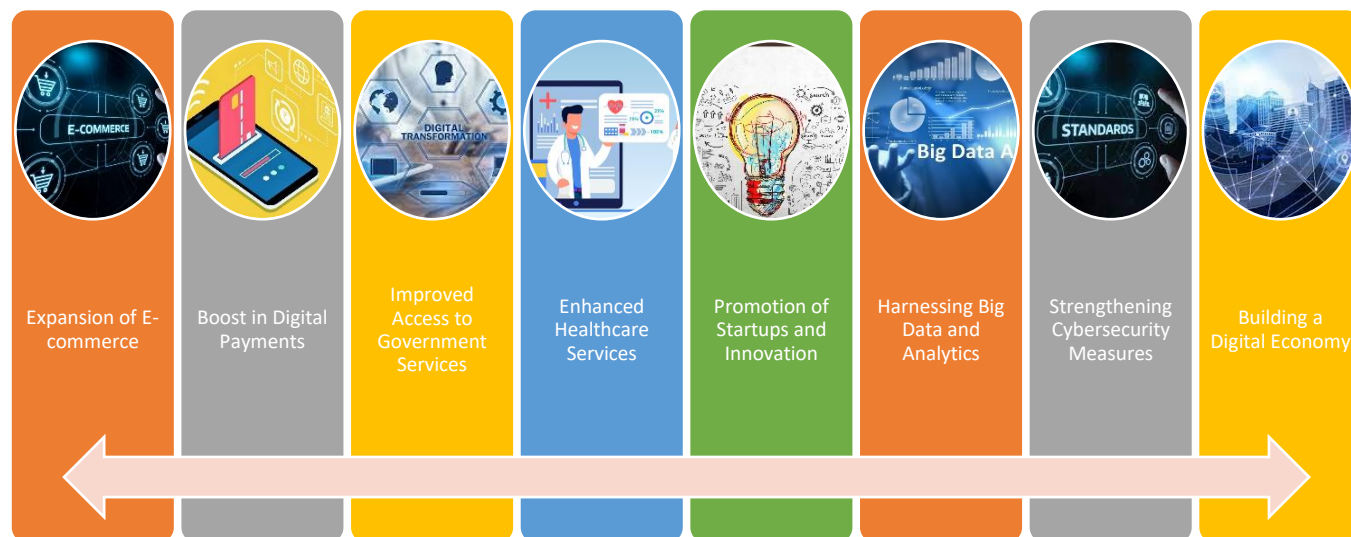 E-COMMERCE
DIGITAL
TRANSFORMATION
Search
Big Data A
STANDARDS
Expansion of E-
commerce
Boost in Digital
Payments
Improved
Access to
Government
Services
Enhanced
Healthcare
Services
Promotion of
Startups and
Innovation
Harnessing Big
Data and
Analytics
Strengthening
Cybersecurity
Measures
Building a
Digital Economy